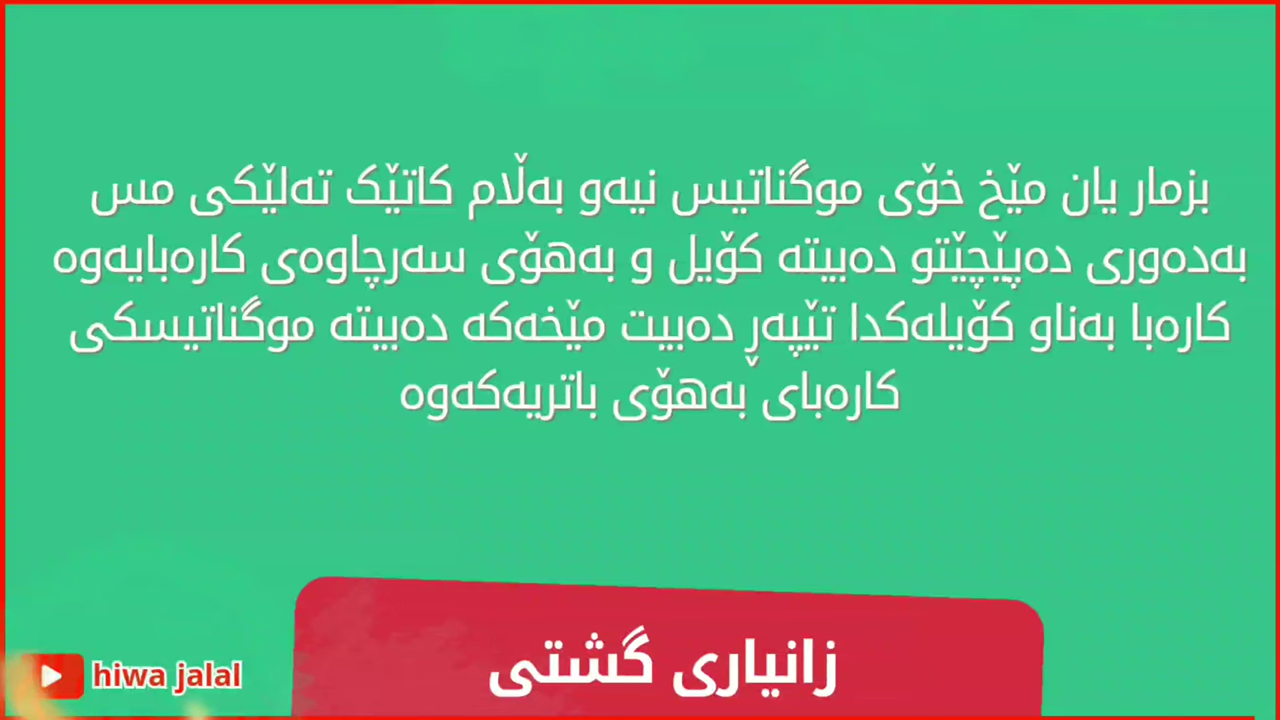 بزمار یان مێخ خۆی موگناتیس نیەو بەڵام کاتێک تەلێکی مس
بەدەوری دەپێچێتو دەبیتە کۆیل و بەهۆی سەرچاوەی کارەبایەوە
کارەبا بەناو کۆیلەکدا تێپەڕ دەبیت مێخەکە دەبیتە موگناتیسکی
کارەبای بەهۆی باتریەکەوە
زانیاری گشتی
hiwa jalal